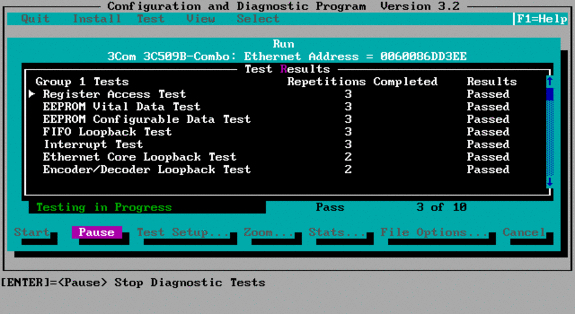 Configuration and Diagnostic Program  Version 3.2
Quit  Install  Test  View  Select  F1=Help
Run
3Com 3C509B-Combo: Ethernet Address = 0060086DD3EE
Test Results
Group 1 Tests  Repetitions Completed  Results
Register Access Test  3  Passed
EEPROM Vital Data Test  3  Passed
EEPROM Configurable Data Test  3  Passed
FIFO Loopback Test  3  Passed
Interrupt Test  3  Passed
Ethernet Core Loopback Test  2  Passed
Encoder/Decoder Loopback Test  2  Passed
Testing in Progress  Pass  3 of 10
Start  Pause  Test Setup...  Zoom...  Stats...  File Options...  Cancel
[ENTER]=<Pause> Stop Diagnostic Tests